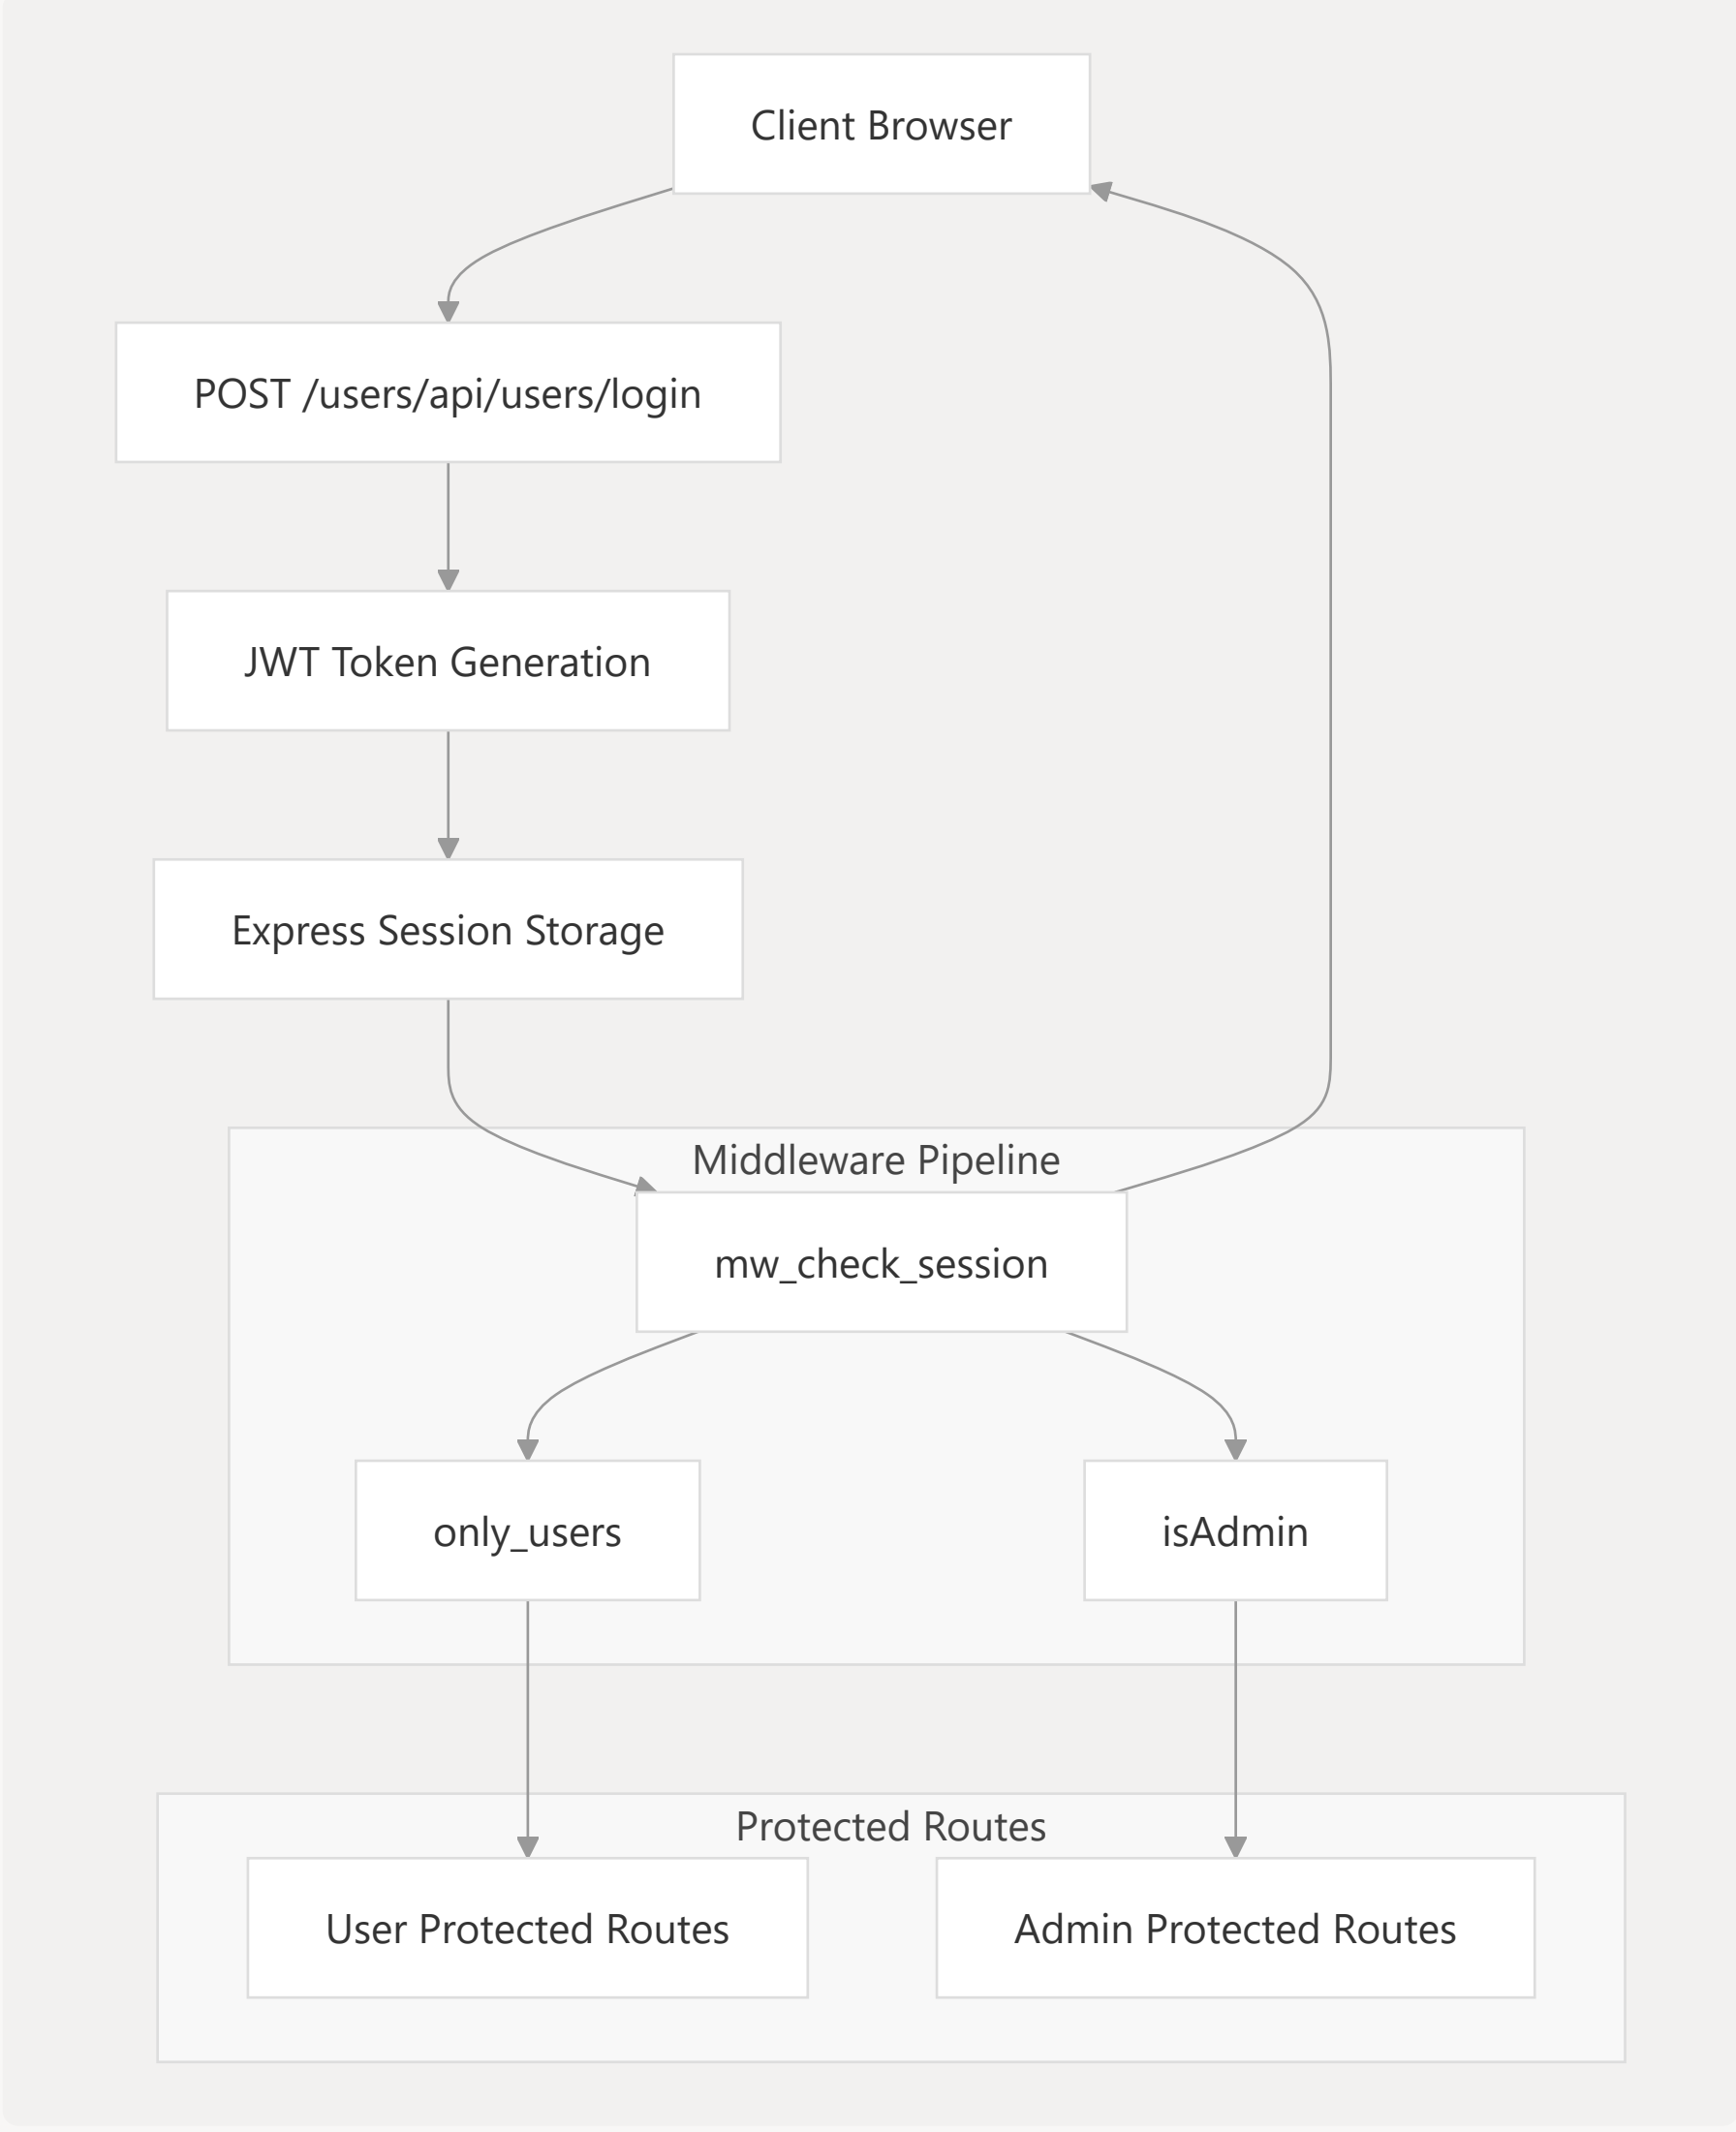 Client Browser
POST /users/api/users/login
JWT Token Generation
Express Session Storage
Middleware Pipeline
mw_check_session
only_users
isAdmin
Protected Routes
User Protected Routes
Admin Protected Routes